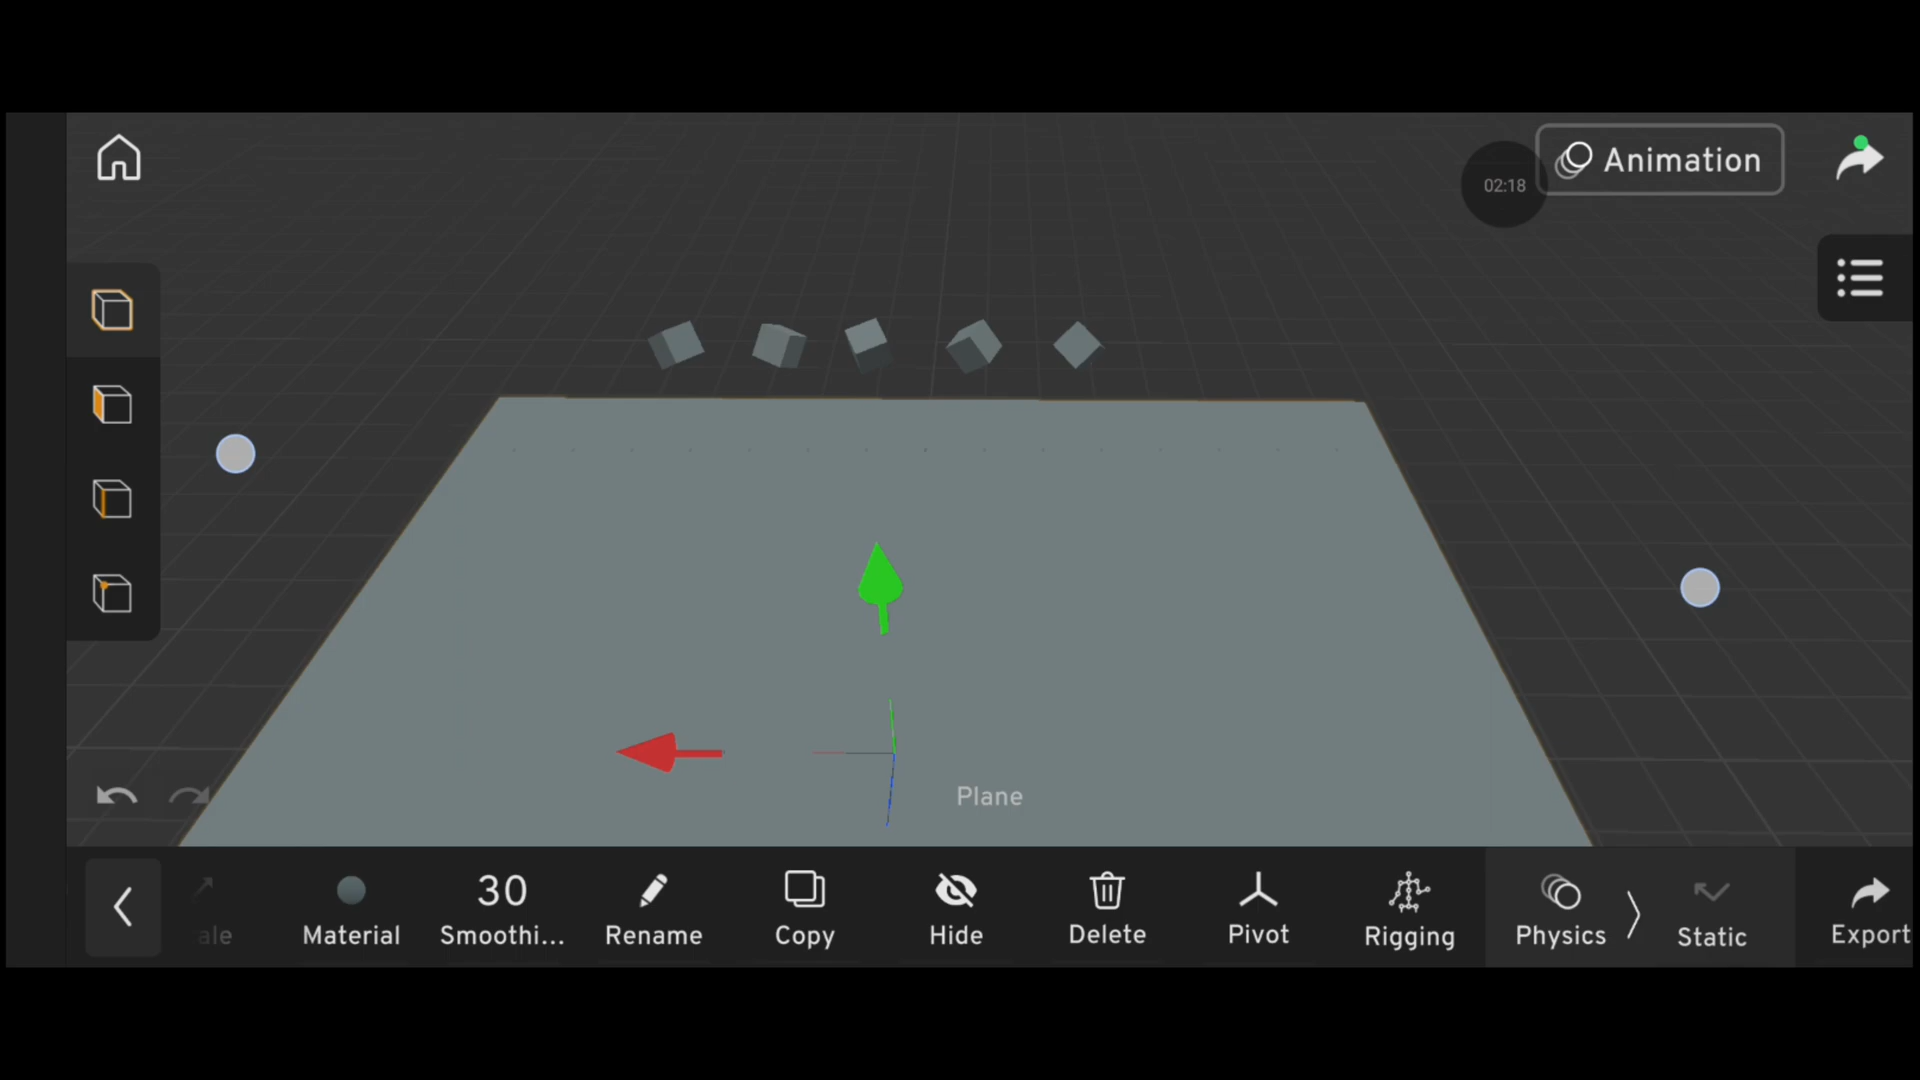 Animation
02:18
Plane
30
ale
Material
Smoothi...
Rename
Copy
Hide
Delete
Pivot
Rigging
Physics
Static
Export